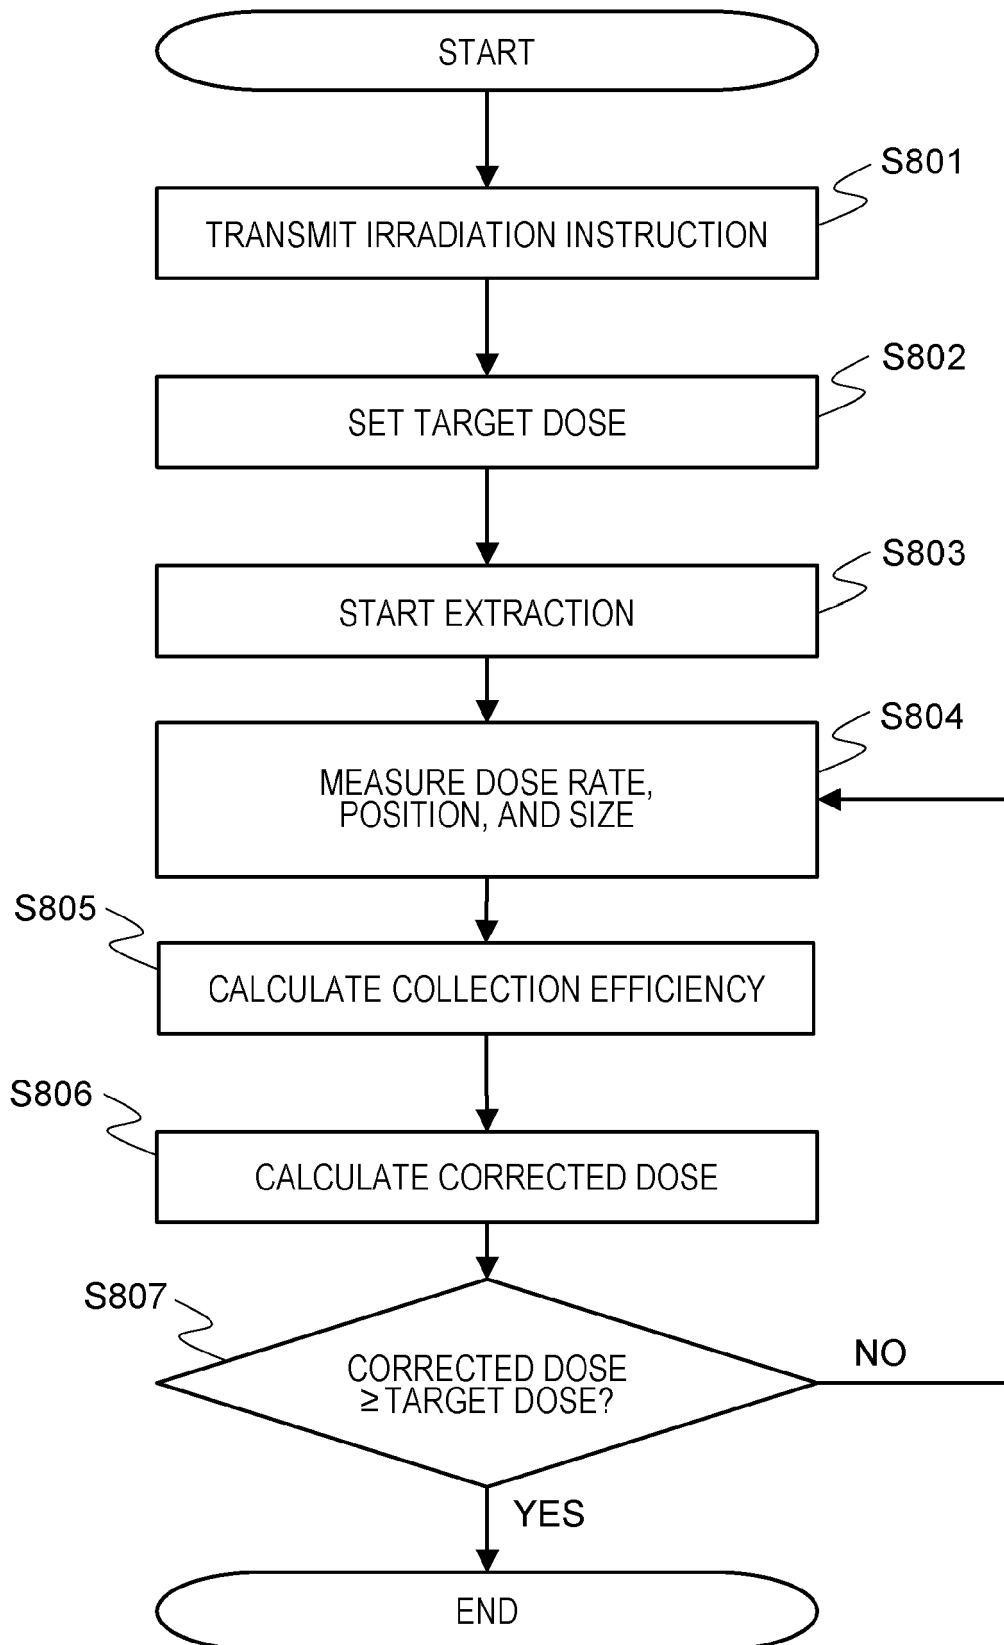 START
S801
TRANSMIT IRRADIATION INSTRUCTION
S802
SET TARGET DOSE
S803
START EXTRACTION
S804
MEASURE DOSE RATE,
POSITION, AND SIZE
S805
CALCULATE COLLECTION EFFICIENCY
S806
CALCULATE CORRECTED DOSE
S807
CORRECTED DOSE
≥TARGET DOSE?
NO
YES
END